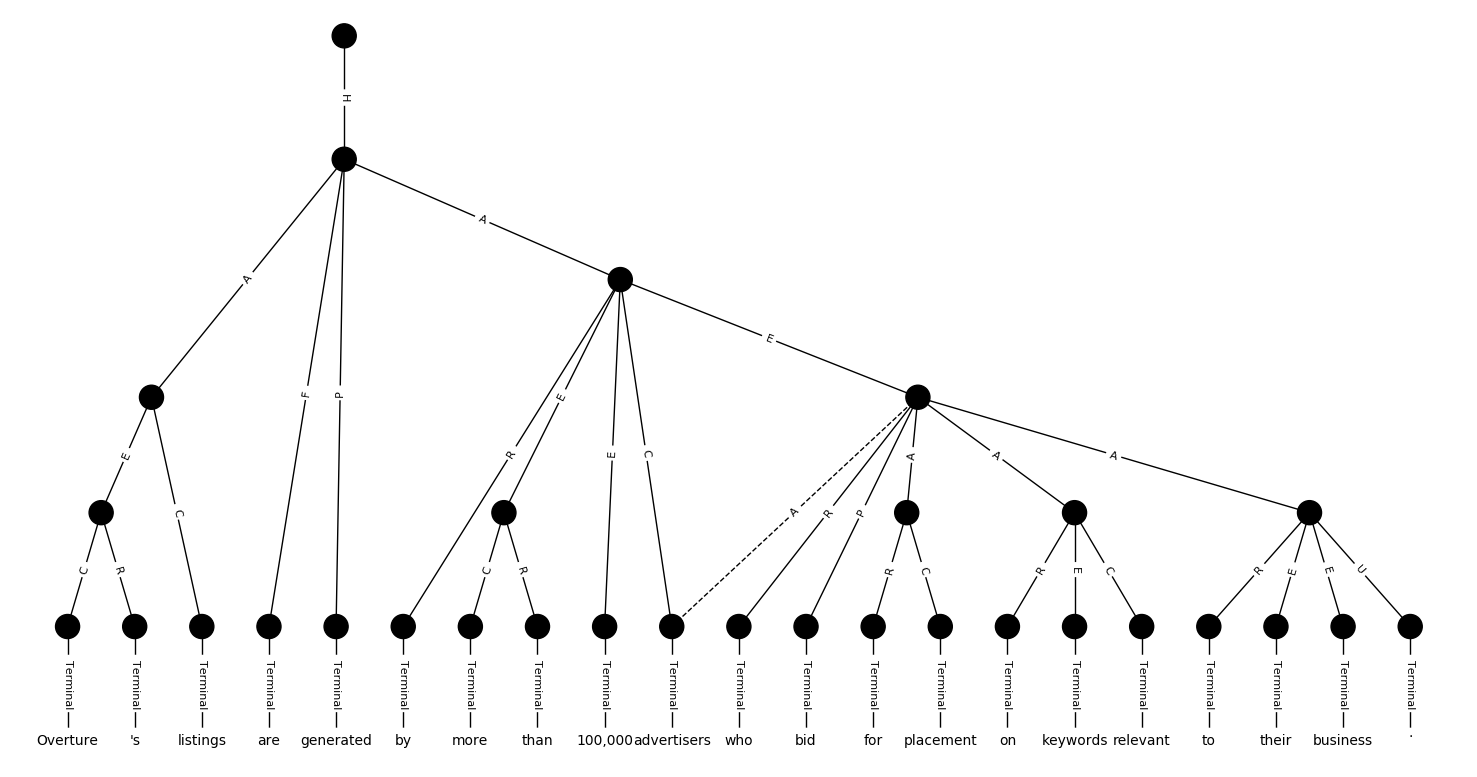 H
A
A
E
F
P
E
R
E
E
C
E
C
A
A
A
A
R
P
C
R
C
R
R
C
R
E
C
R
E
E
U
Terminal Terminal Terminal Terminal Terminal Terminal Terminal Terminal Terminal Terminal Terminal Terminal Terminal Terminal Terminal Terminal Terminal Terminal Terminal Terminal Terminal
Overture 's listings are generated by more than 100,000 advertisers who bid for placement on keywords relevant to their business .